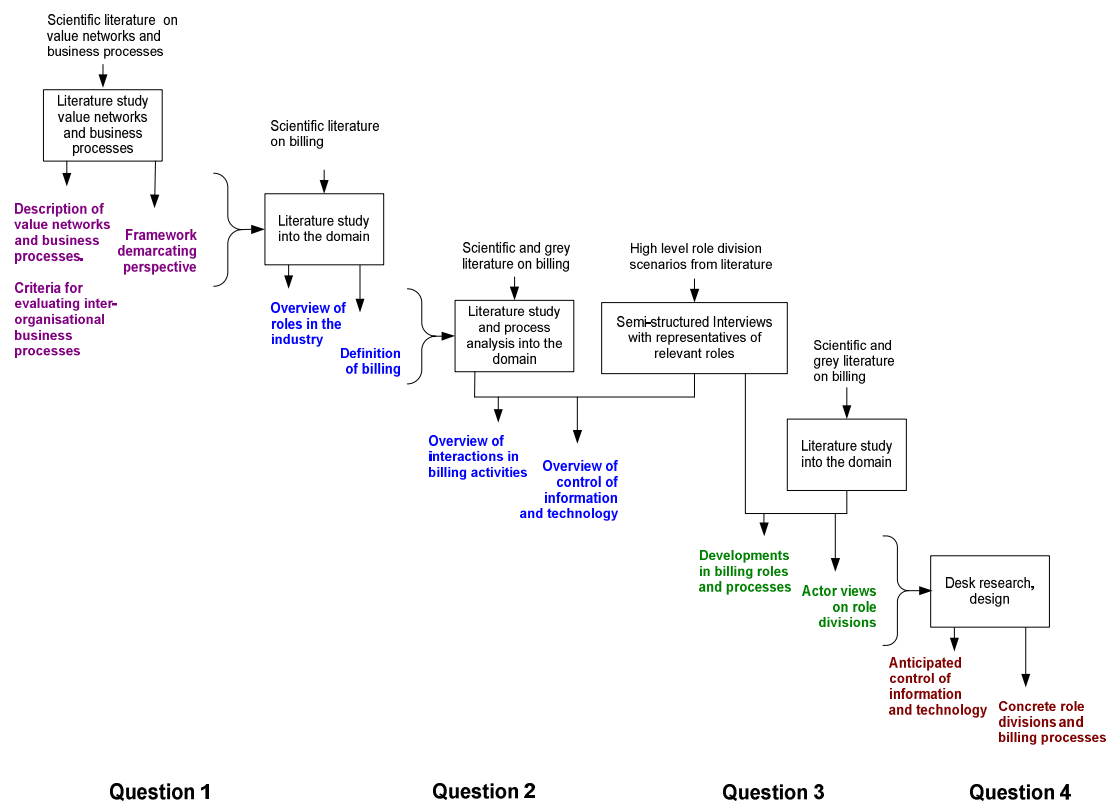 Scientific literature on
value networks and
business processes
Literature study
value networks
and business
processes
Description of
value networks
and business
processes.
Framework
demarcating
perspective
Criteria for
evaluating inter-
organisational
business
processes
Scientific literature
on billing
Literature study
into the domain
Overview of
roles in the
industry
Definition
of billing
Scientific and grey
literature on billing
Literature study
and process
analysis into the
domain
High level role division
scenarios from literature
Semi-structured Interviews
with representatives of
relevant roles
Overview of
interactions in
billing activities
Overview of
control of
information
and technology
Scientific and
grey literature
on billing
Literature study
into the domain
Developments
in billing roles
and processes
Actor views
on role
divisions
Desk research,
design
Anticipated
control of
information
and technology
Concrete role
divisions and
billing processes
Question 1
Question 2
Question 3
Question 4